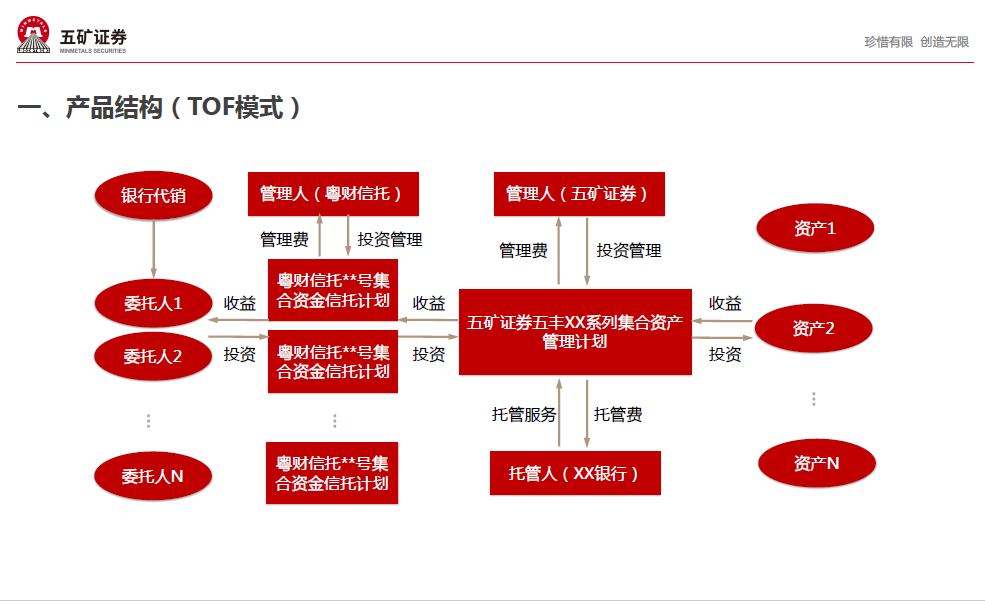 五矿证券
MINMETALS SECURITIES
珍惜有限 创造无限
一、产品结构（TOF模式）
银行代销
管理人（粤财信托）
管理人（五矿证券）
资产1
管理费
投资管理
管理费
投资管理
粤财信托**号集
合资金信托计划
委托人1
收益
收益
五矿证券五丰XX系列集合资产
管理计划
收益
资产2
委托人2
投资
粤财信托**号集
合资金信托计划
投资
投资
托管服务
托管费
委托人N
粤财信托**号集
合资金信托计划
托管人（XX银行）
资产N